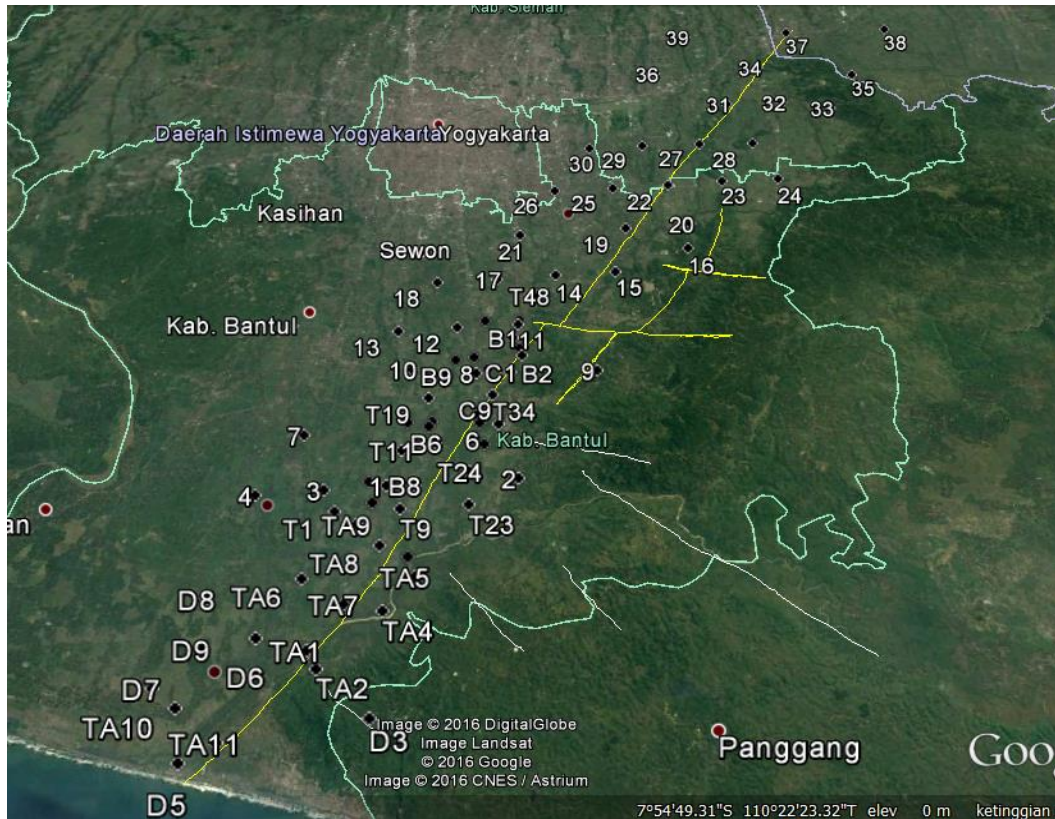 Kab. Sleman
39
37
38
36
34
35
31
32
33
Daerah Istimewa Yogyakarta
Yogyakarta
30
29
27
28
26
25
22
23
24
Kasihan
21
19
20
Sewon
16
17
14
15
18
T48
Kab. Bantul
13
12
B111
10
B9
8
C1
B2
9
T19
C9
T34
7
T11
B6
6
Kab. Bantul
T24
4
3
1
B8
2
an
T1
TA9
T9
T23
TA8
TA5
D8
TA6
TA7
TA4
D9
TA1
D6
TA2
D7
TA10
D3
TA11
D5
Image © 2016 DigitalGlobe
Image Landsat
© 2016 Google
Image © 2016 CNES / Astrium
Panggang
Goo
7°54'49.31"S 110°22'23.32"T elev 0 m ketinggian